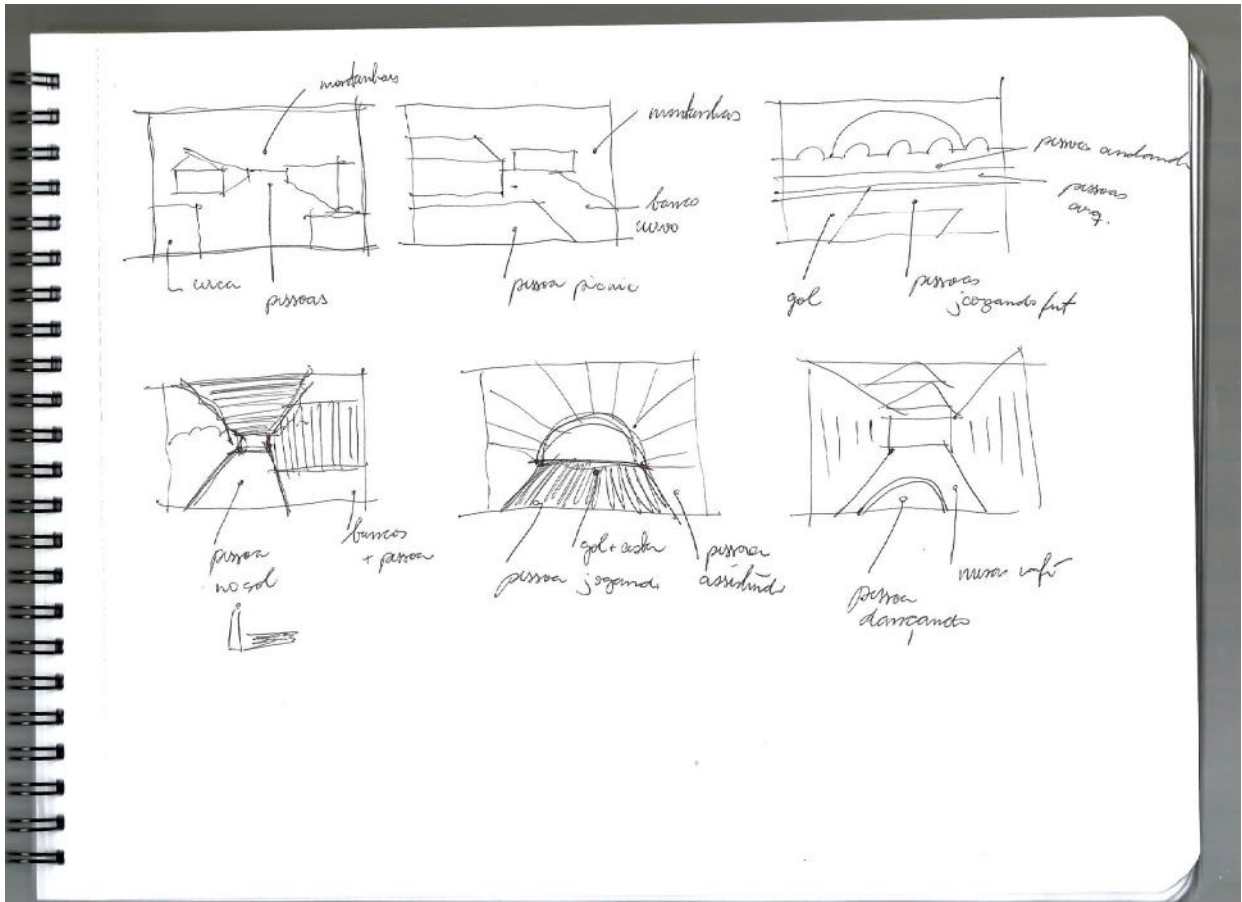 montanhas
montanhas
pessoas andando
pessoas
arq.
banco
curvo
cerca
pessoas
pessoa picnic
gol
pessoas
jogando fut
pessoa
no sol
bancos
+ pessoa
pessoa
jogando
gol + cesta
pessoa
assistindo
pessoa
dançando
mesas café